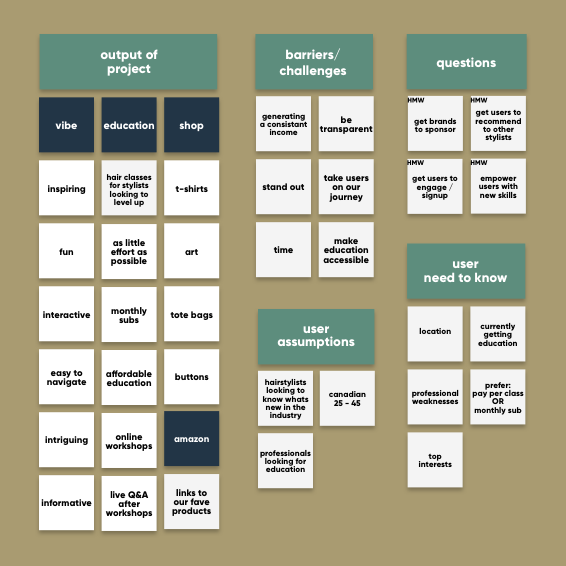 output of
project
vibe
education
shop
inspiring
hair classes
for stylists
looking to
level up
t-shirts
fun
as little
effort as
possible
art
interactive
monthly
subs
tote bags
easy to
navigate
affordable
education
buttons
intriguing
online
workshops
amazon
informative
live Q&A
after
workshops
links to
our fave
products
barriers/
challenges
generating
a consistant
income
be
transparent
stand out
take users
on our
journey
time
make
education
accessible
user
assumptions
hairstylists
looking to
know whats
new in the
industry
canadian
25 - 45
professionals
looking for
education
questions
HMW
get brands
to sponsor
HMW
get users to
recommend
to other
stylists
HMW
get users to
engage /
signup
HMW
empower
users with
new skills
user
need to know
location
currently
getting
education
professional
weaknesses
prefer:
pay per class
OR
monthly sub
top
interests